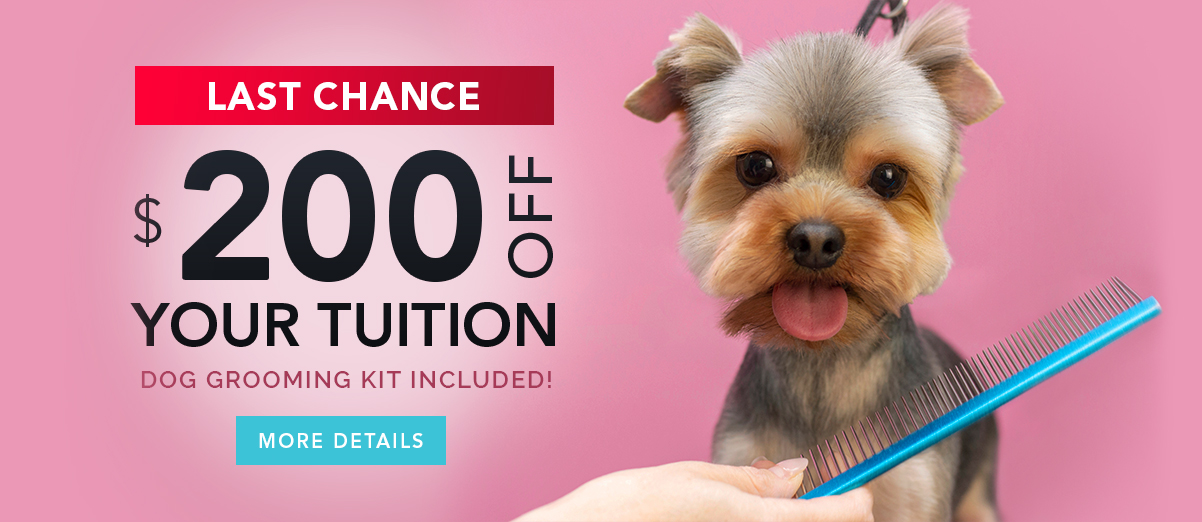 LAST CHANCE
$200 OFF
YOUR TUITION
DOG GROOMING KIT INCLUDED!
MORE DETAILS